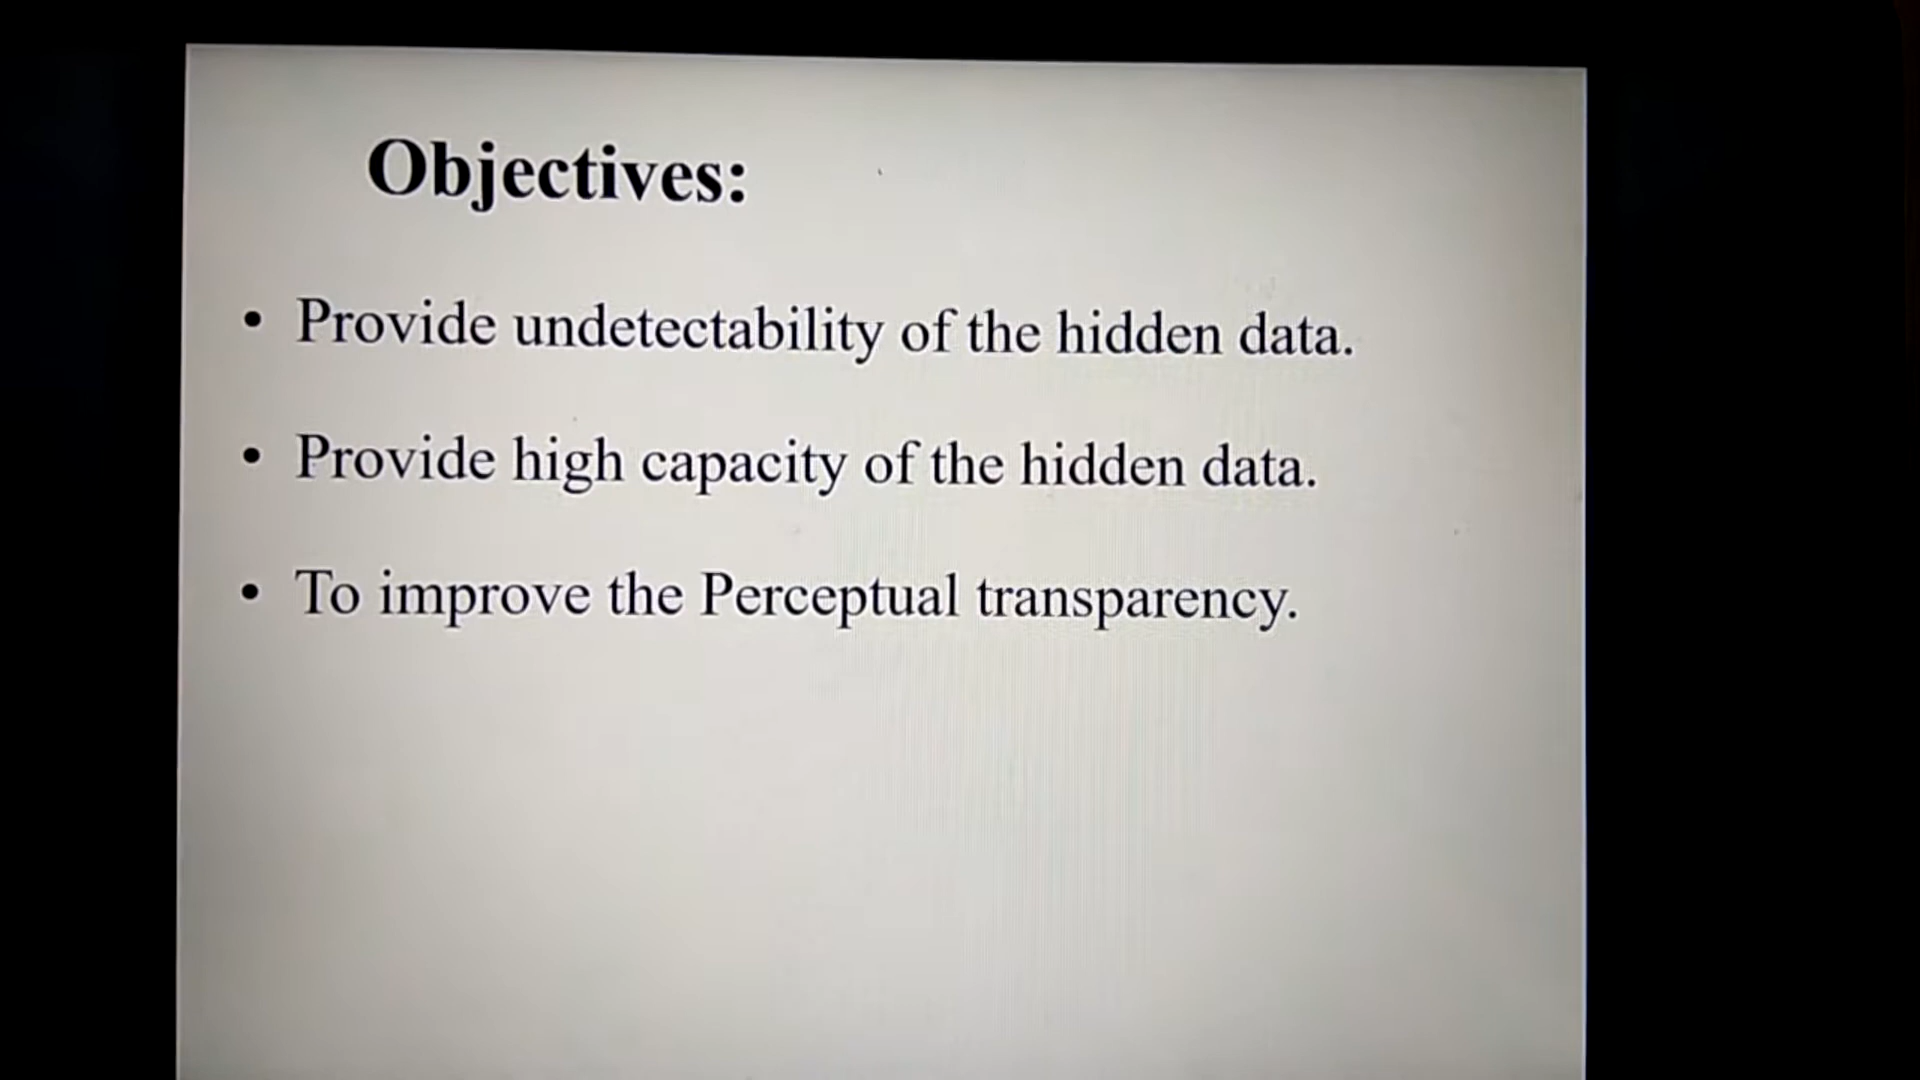 Objectives:
• Provide undetectability of the hidden data.
• Provide high capacity of the hidden data.
• To improve the Perceptual transparency.